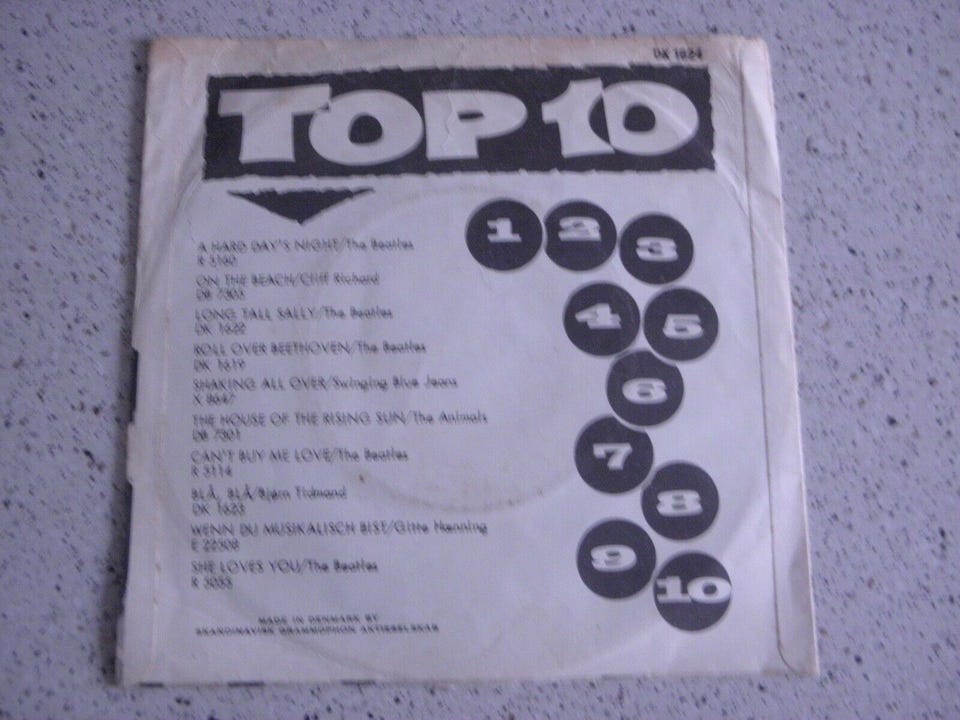 DK 1624
TOP 10
1 2 3
4 5
6
7
8
9
10
A HARD DAY'S NIGHT/The Beatles
R 5160
ON THE BEACH/Cliff Richard
DB 7305
LONG TALL SALLY/The Beatles
DK 1622
ROLL OVER BEETHOVEN/The Beatles
DK 1619
SHAKING ALL OVER/Swinging Blue Jeans
X 8647
THE HOUSE OF THE RISING SUN/The Animals
DB 7301
CAN'T BUY ME LOVE/The Beatles
R 5114
BLÅ, BLÅ/Bjørn Tidmand
DK 1623
WENN DU MUSIKALISCH BIST/Gitte Hænning
E 22508
SHE LOVES YOU/The Beatles
R 5055
MADE IN DENMARK BY
SKANDINAVISK GRAMMOPHON AKTIESELSKAB